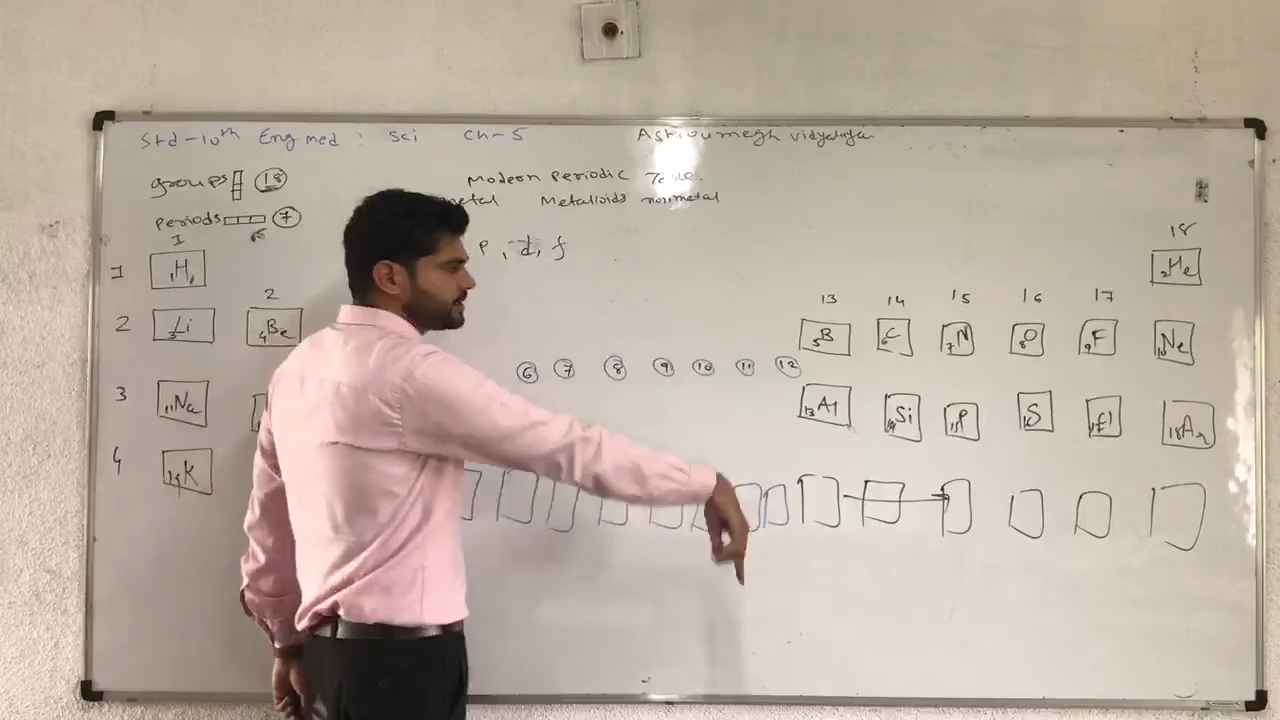 Std-10th Eng med : Sci Ch-5
groups 18
Modern Periodic Table.
metal Metalloids nonmetal
periods 7
P, d, f
1 18
1 1H 2He
2 13 14 15 16 17
2 3Li 4Be 5B 6C 7N 8O 9F 10Ne
6 7 8 9 10 11 12
3 11Na 13Al 14Si 15P 16S 17Cl 18Ar
4 19K